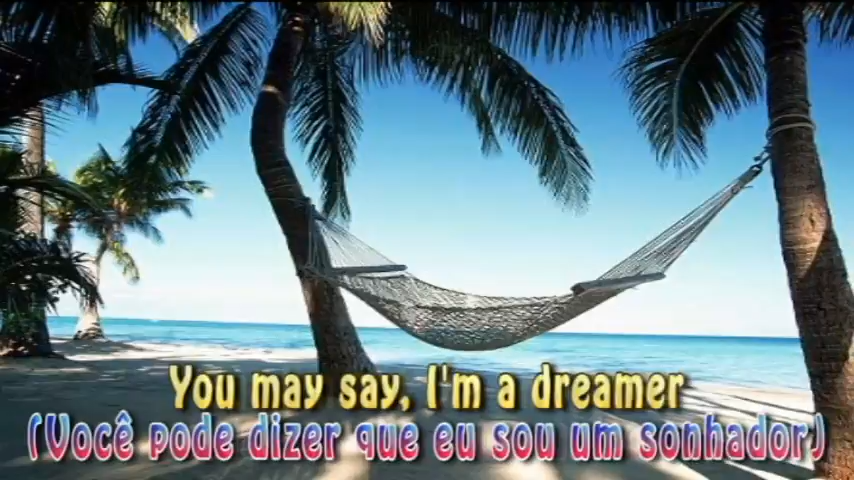 You may say, I'm a dreamer
(Você pode dizer que eu sou um sonhador)